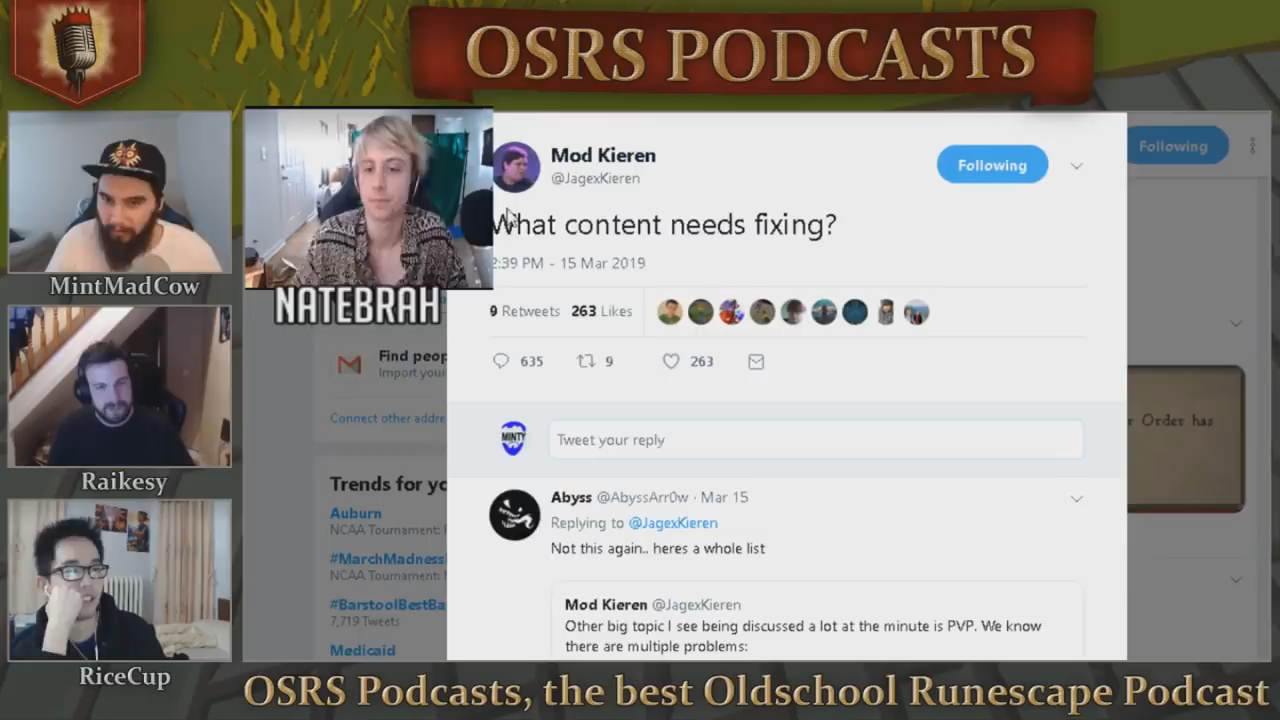 OSRS PODCASTS
MintMadCow
NATEBRAH
Raikesy
RiceCup
Mod Kieren
@JagexKieren
Following
Following
What content needs fixing?
2:39 PM - 15 Mar 2019
9 Retweets 263 Likes
635 9 263
MINTY
Tweet your reply
Abyss @AbyssArr0w · Mar 15
Replying to @JagexKieren
Not this again.. heres a whole list
Mod Kieren @JagexKieren
Other big topic I see being discussed a lot at the minute is PVP. We know
there are multiple problems:
Find peop
Import your
Connect other addre
Trends for yo
Auburn
NCAA Tournament:
#MarchMadness
NCAA Tournament:
#BarstoolBestBa
7,719 Tweets
Medicaid
r Order has
OSRS Podcasts, the best Oldschool Runescape Podcast